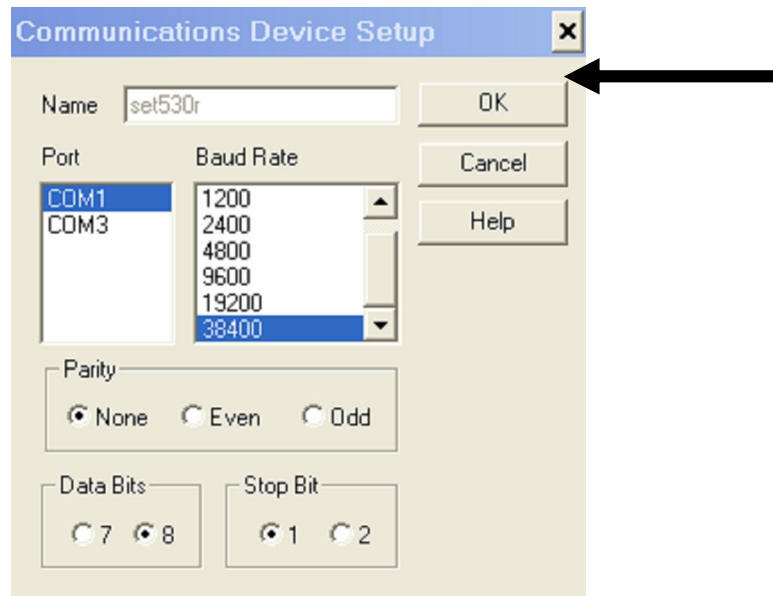 Communications Device Setup
Name set530r OK
Port Baud Rate Cancel
COM1 1200
COM3 2400 Help
4800
9600
19200
38400
Parity
None Even Odd
Data Bits Stop Bit
7 8 1 2